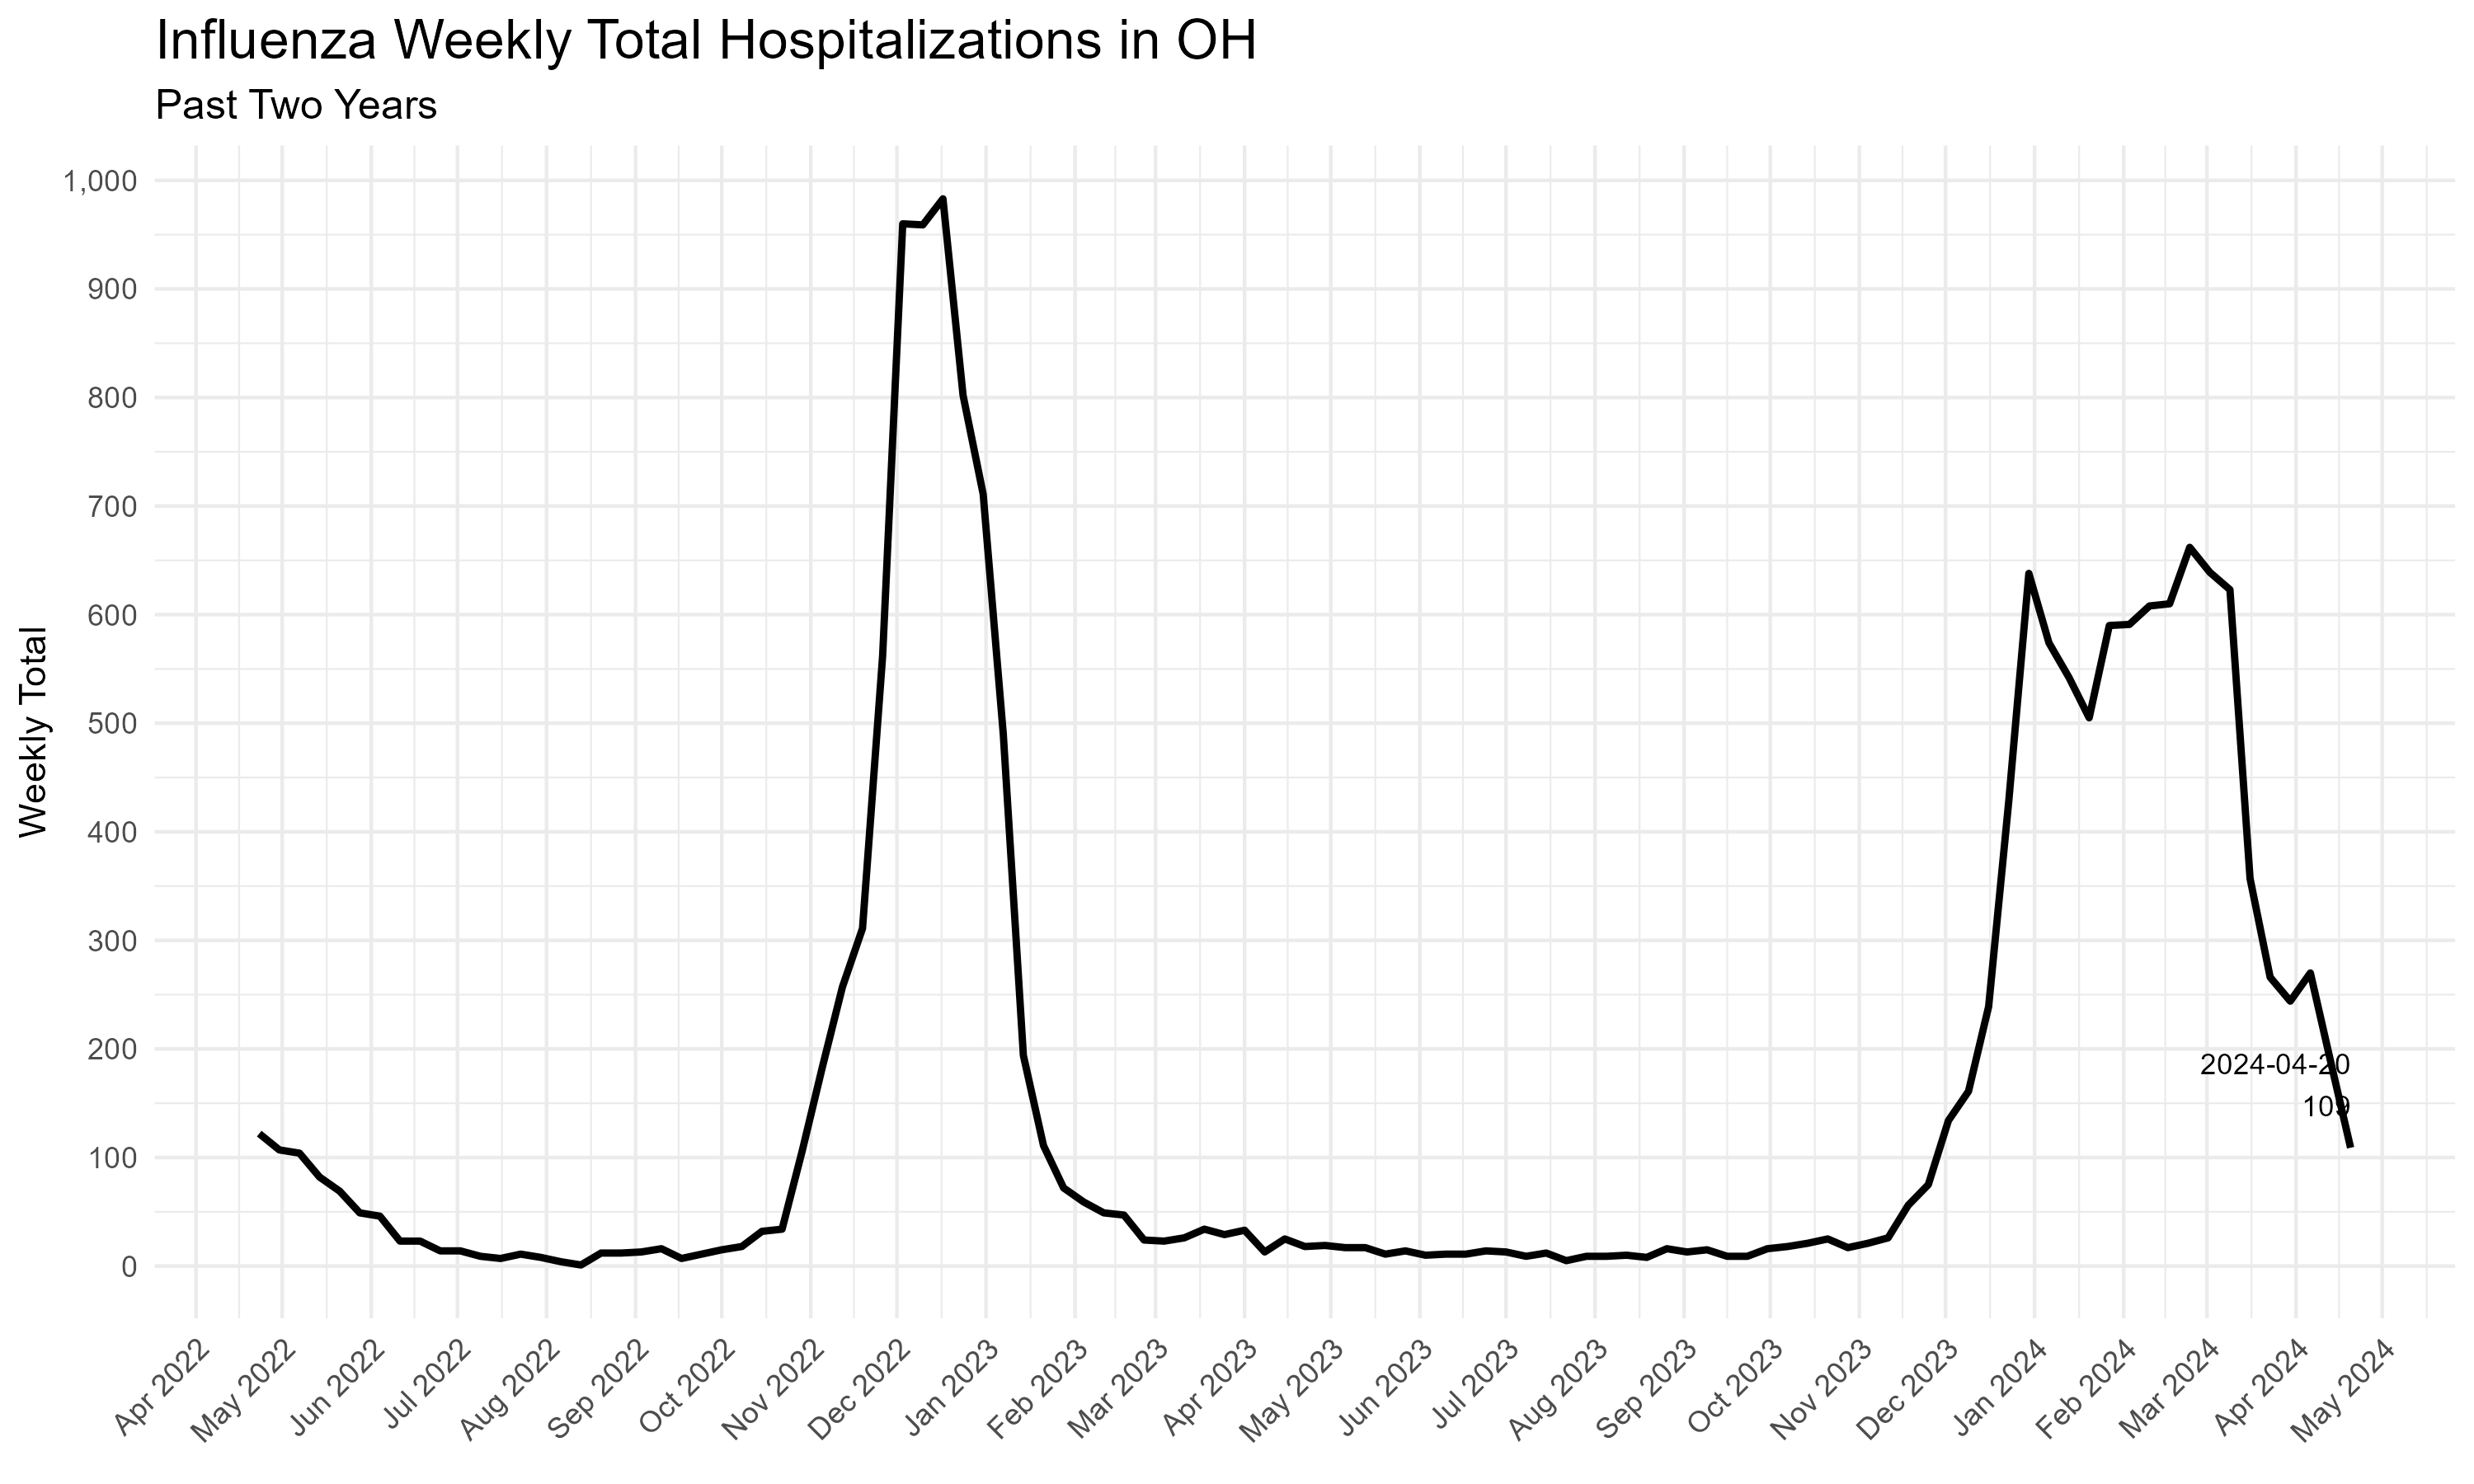 Influenza Weekly Total Hospitalizations in OH
Past Two Years
Weekly Total
1,000
900
800
700
600
500
400
300
200
100
0
2024-04-20
109
Apr 2022
May 2022
Jun 2022
Jul 2022
Aug 2022
Sep 2022
Oct 2022
Nov 2022
Dec 2022
Jan 2023
Feb 2023
Mar 2023
Apr 2023
May 2023
Jun 2023
Jul 2023
Aug 2023
Sep 2023
Oct 2023
Nov 2023
Dec 2023
Jan 2024
Feb 2024
Mar 2024
Apr 2024
May 2024